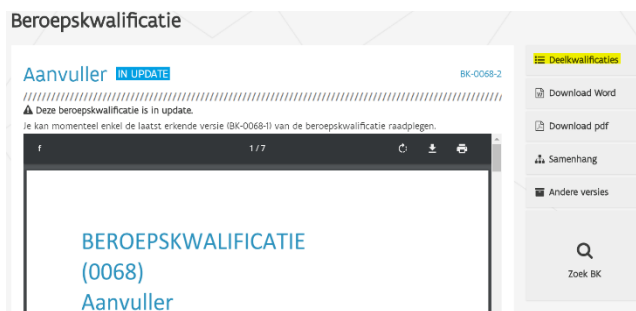 Beroepskwalificatie
Aanvuller IN UPDATE
BK-0068-2
Deze beroepskwalificatie is in update.
Je kan momenteel enkel de laatst erkende versie (BK-0068-1) van de beroepskwalificatie raadplegen.
f 1 / 7
BEROEPSKWALIFICATIE
(0068)
Aanvuller
Deelkwalificaties
Download Word
Download pdf
Samenhang
Andere versies
Zoek BK